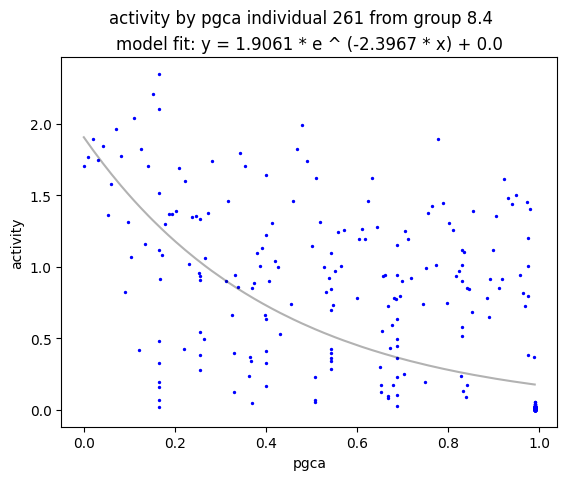 activity by pgca individual 261 from group 8.4
model fit: y = 1.9061 * e ^ (-2.3967 * x) + 0.0
2.0
1.5
1.0
0.5
0.0
activity
0.0 0.2 0.4 0.6 0.8 1.0
pgca